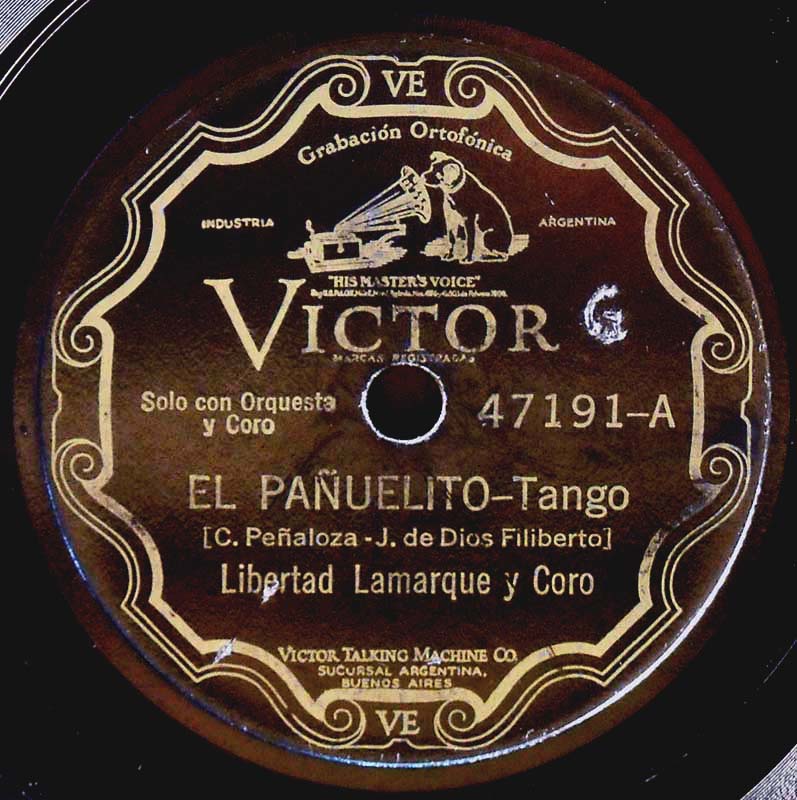 VE
Grabación Ortofónica
INDUSTRIA
ARGENTINA
"HIS MASTER'S VOICE"
VICTOR
G
MARCAS REGISTRADAS
Solo con Orquesta
y Coro
47191-A
EL PAÑUELITO-Tango
[C. Peñaloza - J. de Dios Filiberto]
Libertad Lamarque y Coro
VICTOR TALKING MACHINE CO.
SUCURSAL ARGENTINA,
BUENOS AIRES
VE